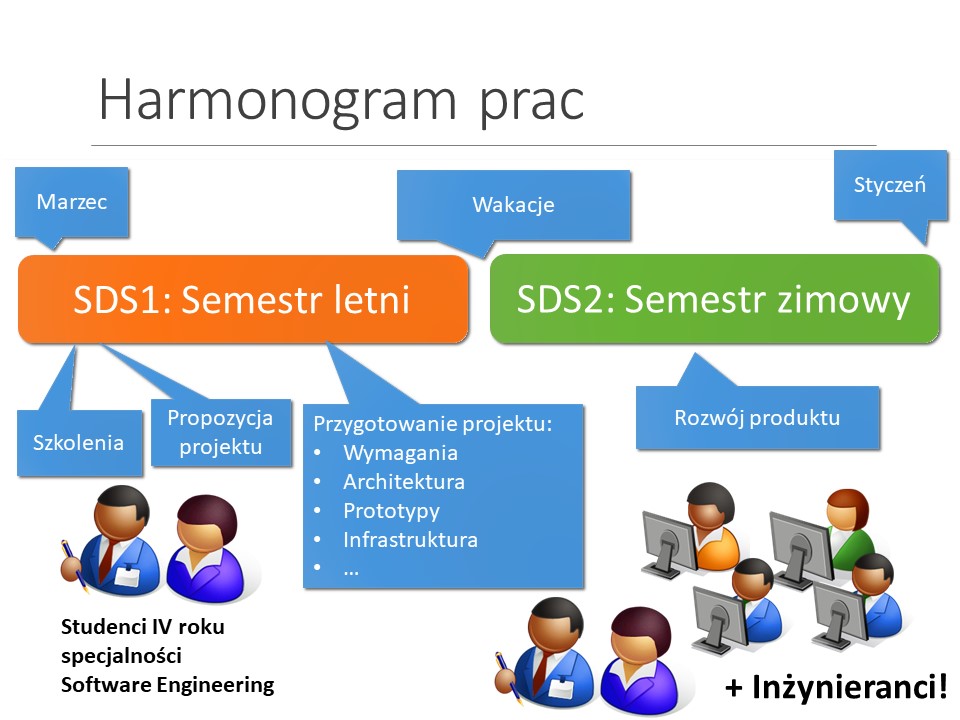 Harmonogram prac
Marzec
Wakacje
Styczeń
SDS1: Semestr letni
SDS2: Semestr zimowy
Szkolenia
Propozycja
projektu
Przygotowanie projektu:
• Wymagania
• Architektura
• Prototypy
• Infrastruktura
• …
Rozwój produktu
Studenci IV roku
specjalności
Software Engineering
+ Inżynieranci!